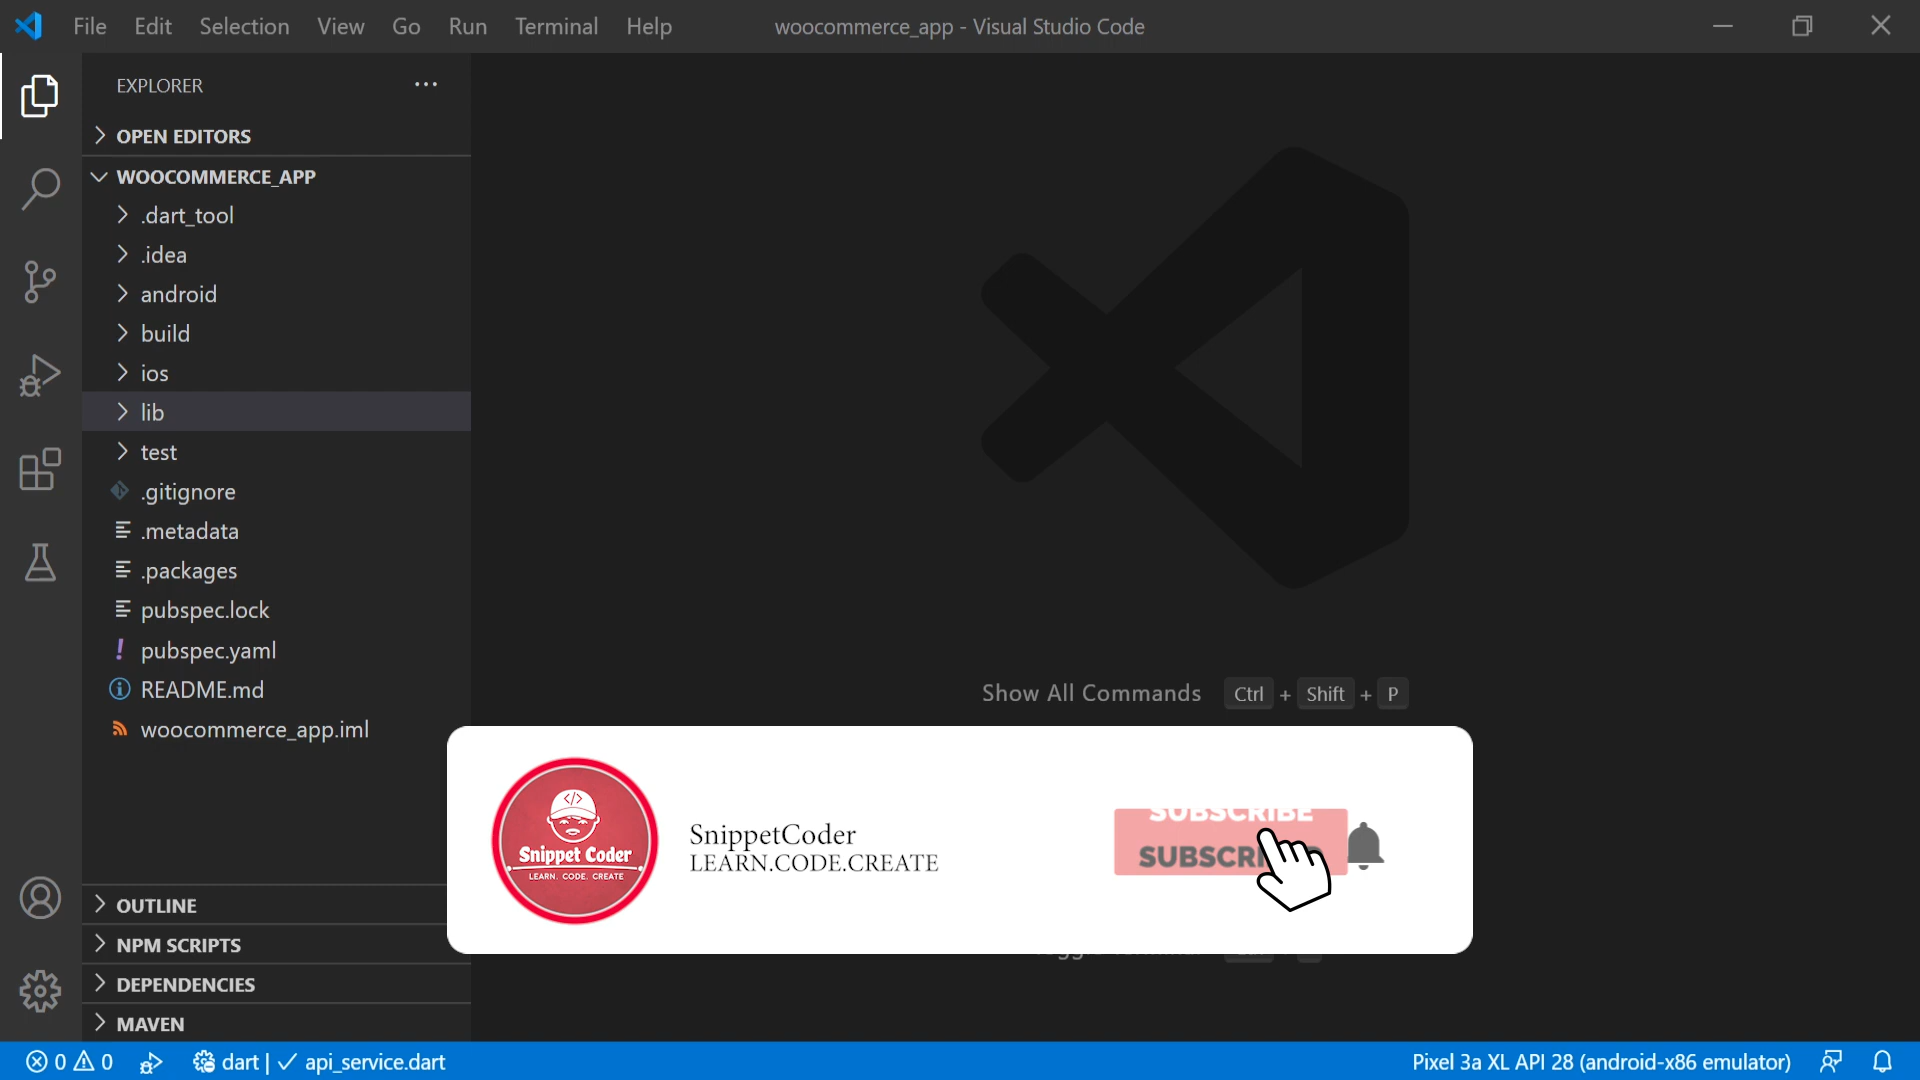 File Edit Selection View Go Run Terminal Help
woocommerce_app - Visual Studio Code
EXPLORER
OPEN EDITORS
WOOCOMMERCE_APP
.dart_tool
.idea
android
build
ios
lib
test
.gitignore
.metadata
.packages
pubspec.lock
pubspec.yaml
README.md
woocommerce_app.iml
Show All Commands Ctrl + Shift + P
</>
Snippet Coder
LEARN. CODE. CREATE
SnippetCoder
LEARN.CODE.CREATE
SUBSCRIBE
OUTLINE
NPM SCRIPTS
DEPENDENCIES
MAVEN
0 0 dart | api_service.dart
Pixel 3a XL API 28 (android-x86 emulator)